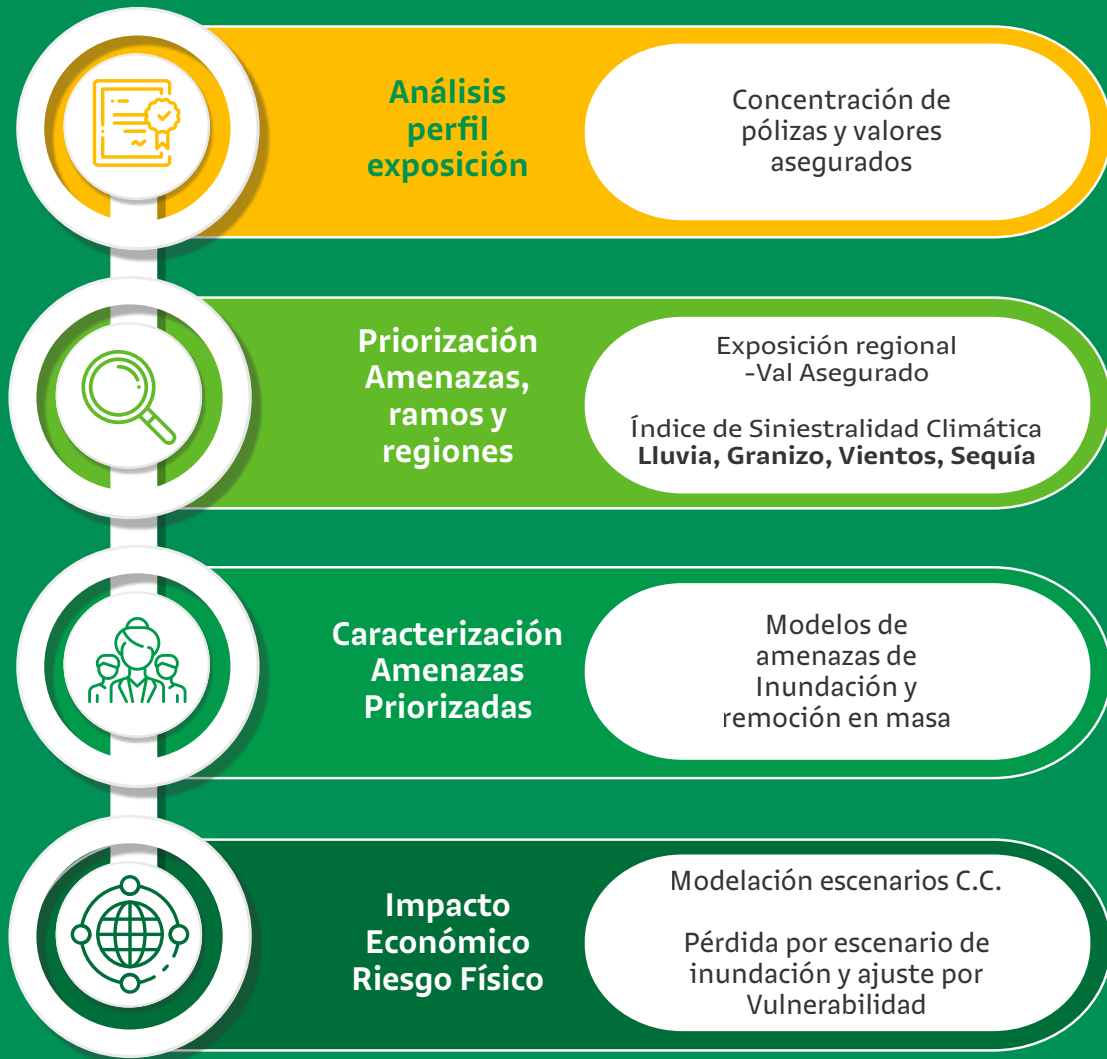 Análisis
perfil
exposición
Concentración de
pólizas y valores
asegurados
Priorización
Amenazas,
ramos y
regiones
Exposición regional
-Val Asegurado
Índice de Siniestralidad Climática
Lluvia, Granizo, Vientos, Sequía
Caracterización
Amenazas
Priorizadas
Modelos de
amenazas de
Inundación y
remoción en masa
Impacto
Económico
Riesgo Físico
Modelación escenarios C.C.
Pérdida por escenario de
inundación y ajuste por
Vulnerabilidad